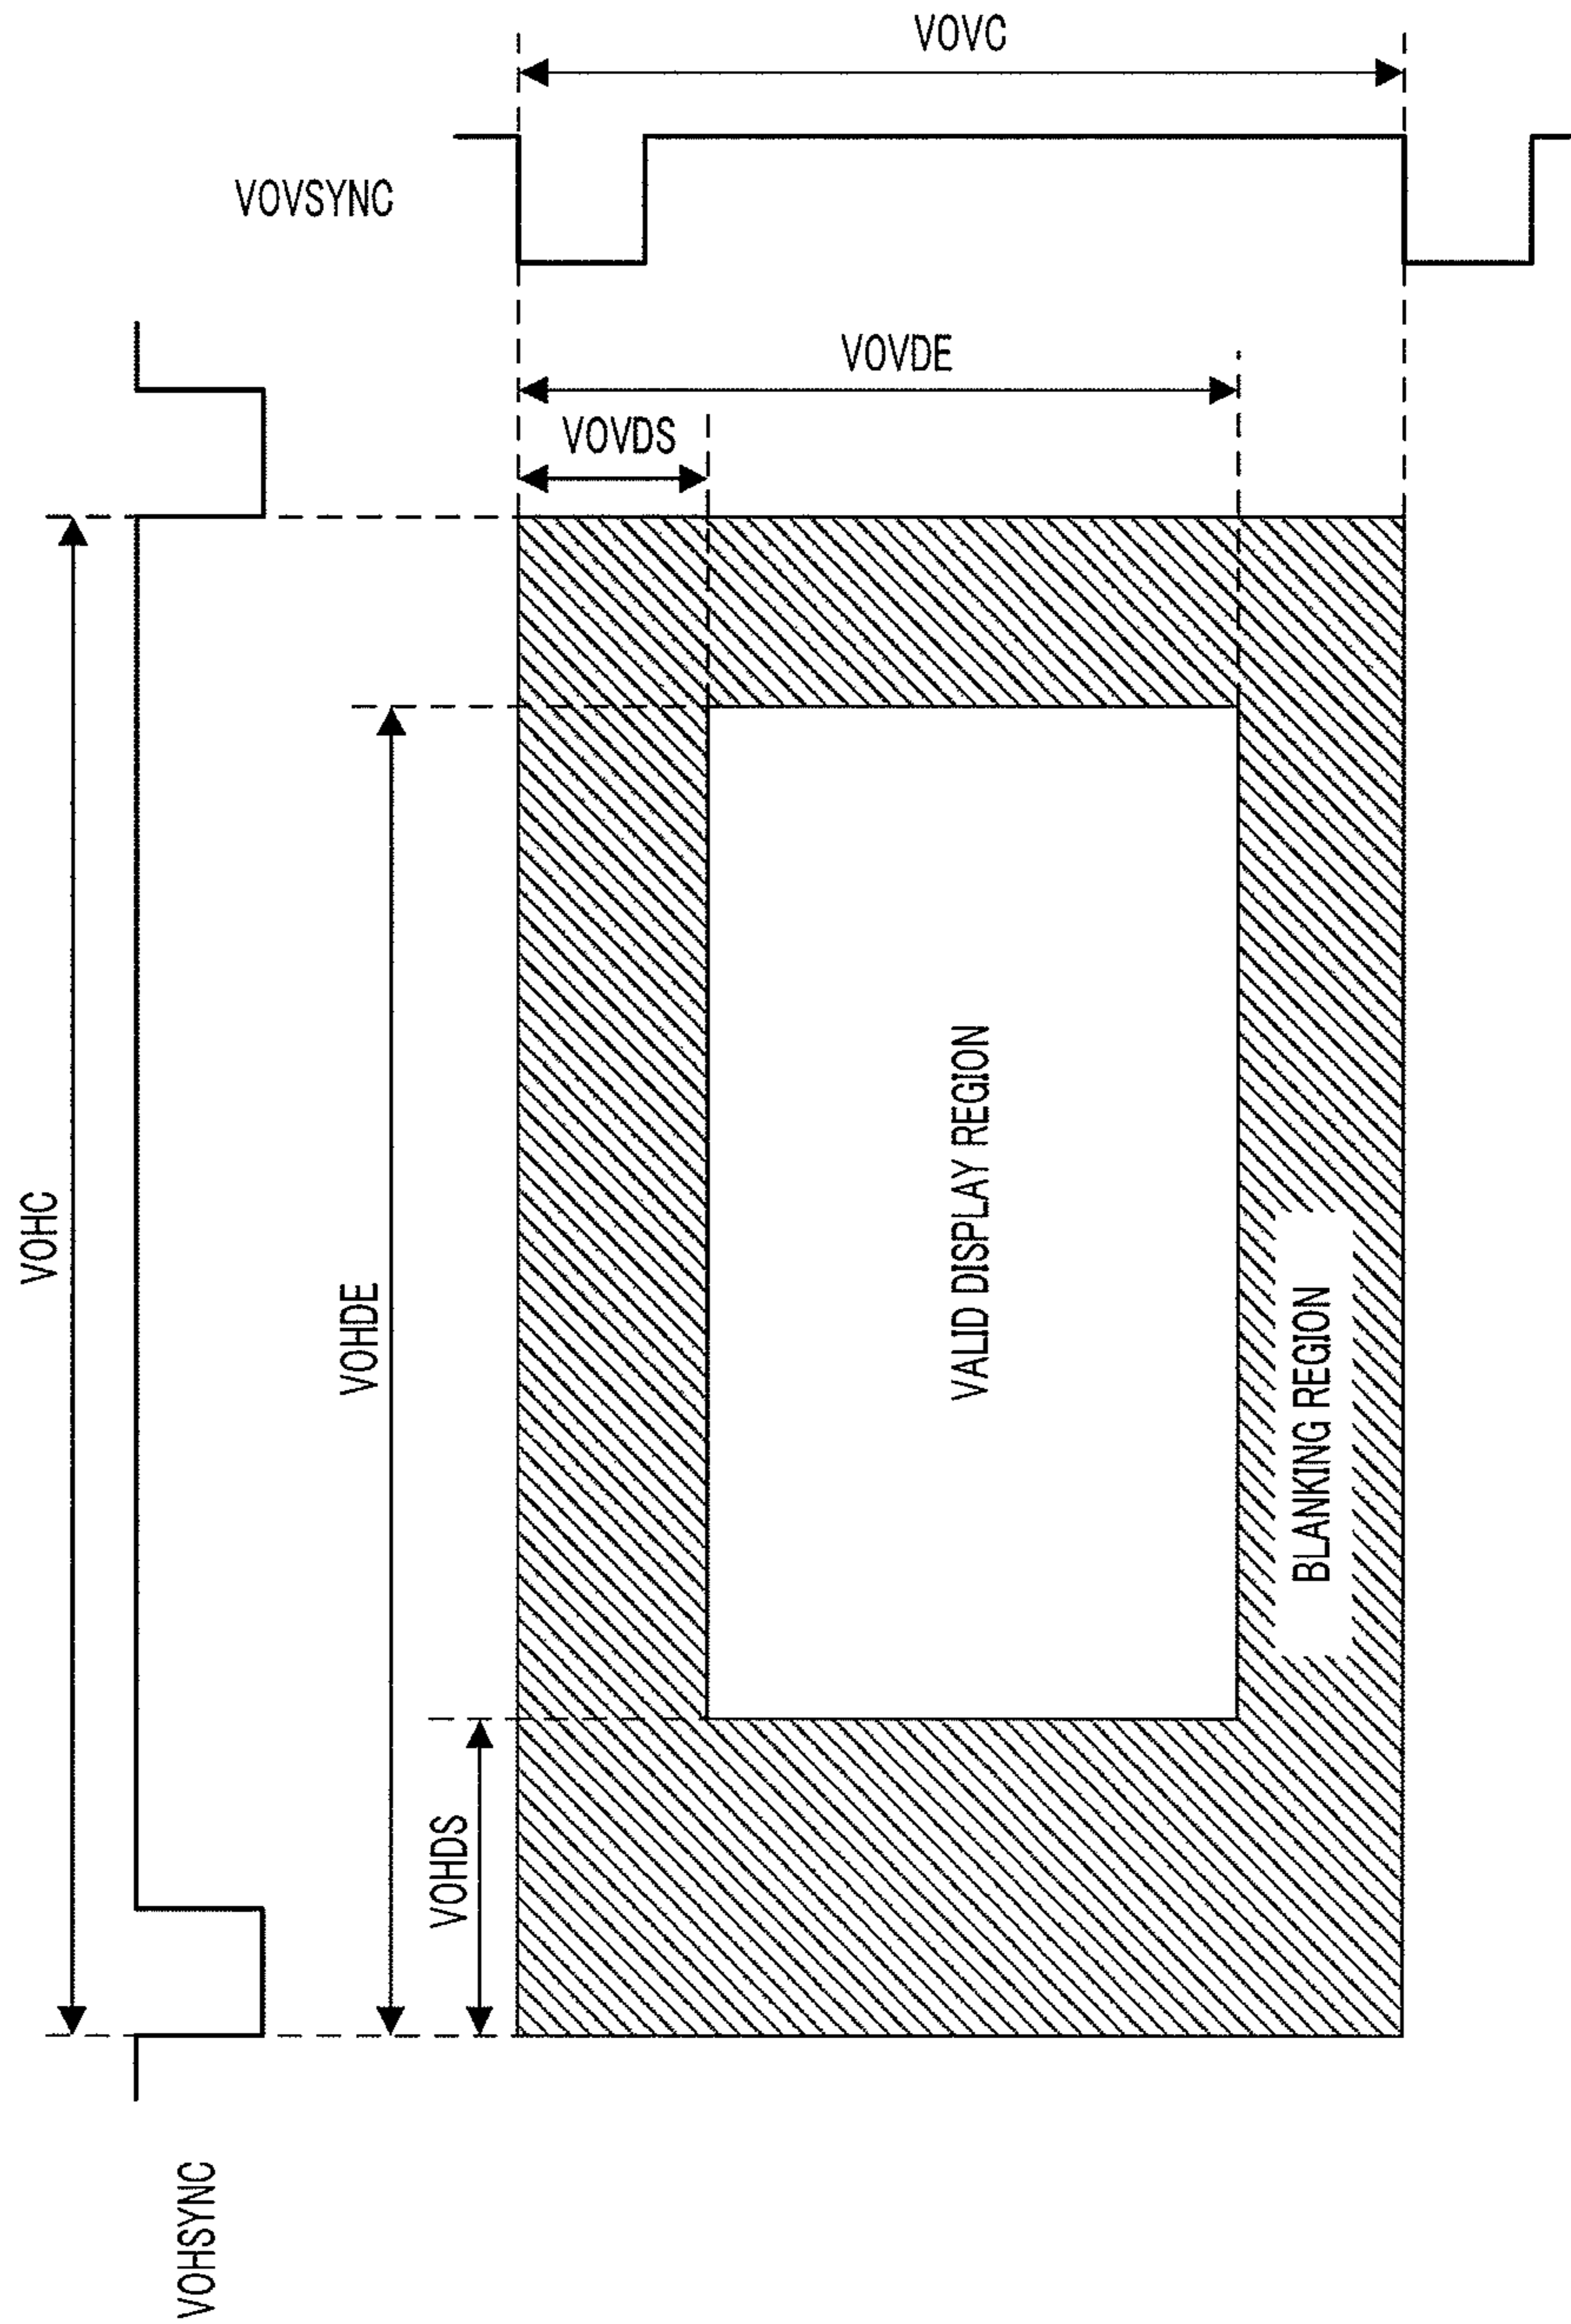 VOVC
VOVSYNC
VOVDE
VOVDS
VOHC
VOHDE
VALID DISPLAY REGION
BLANKING REGION
VOHDS
VOHSYNC